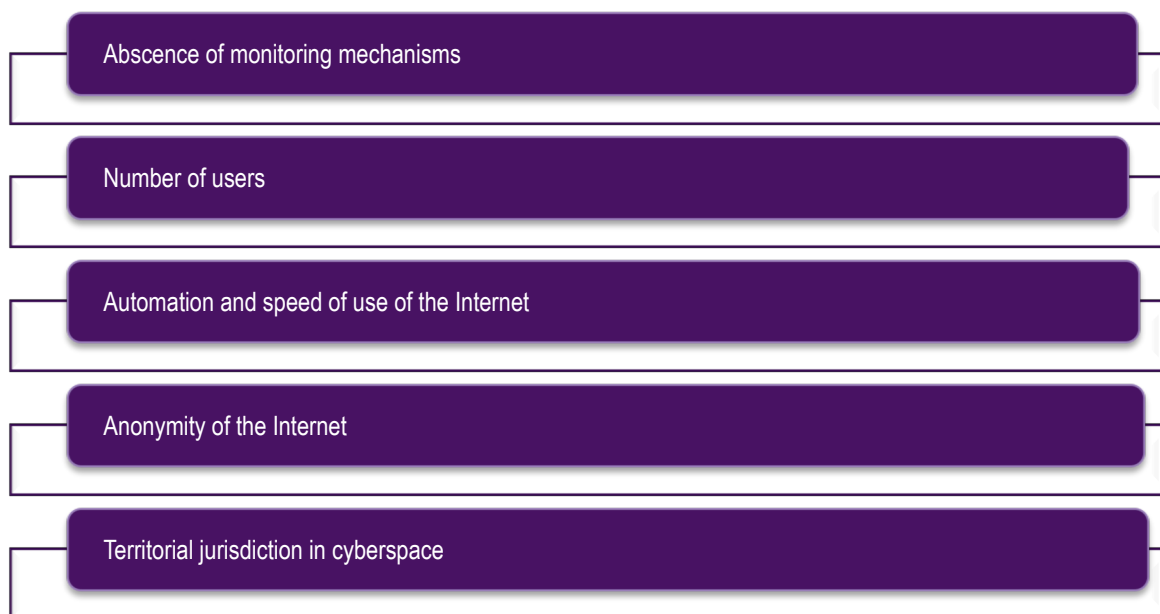 Abscence of monitoring mechanisms
Number of users
Automation and speed of use of the Internet
Anonymity of the Internet
Territorial jurisdiction in cyberspace